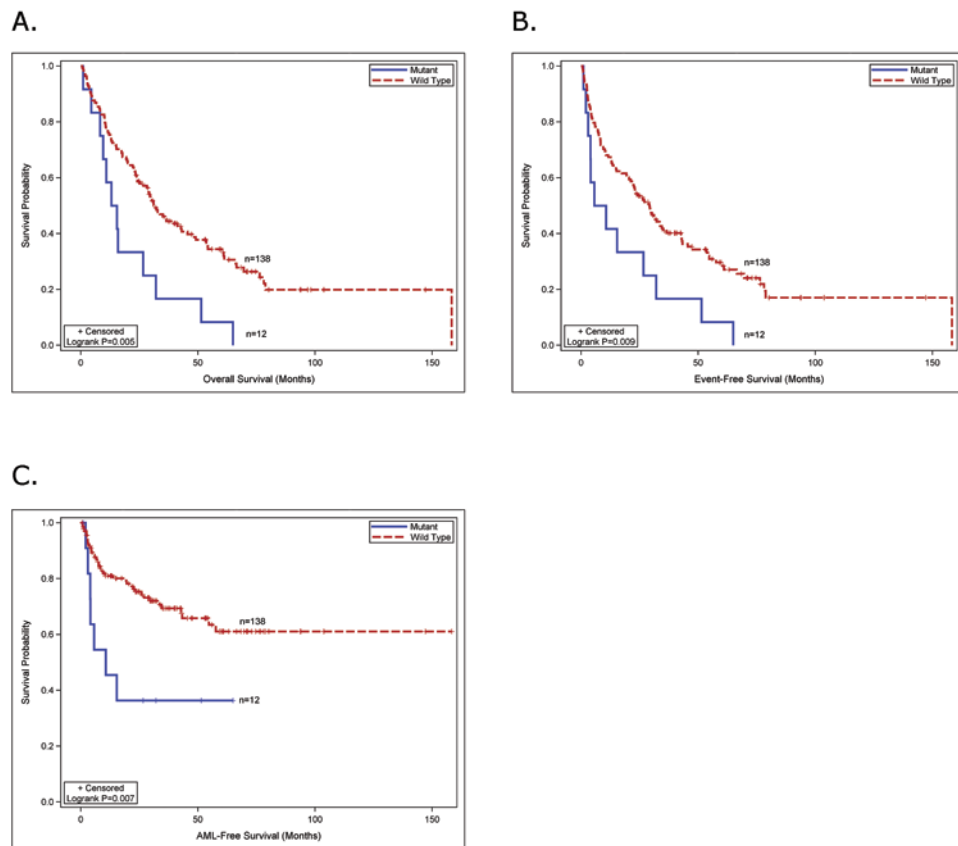 A.
Mutant
Wild Type
1.0
0.8
0.6
0.4
0.2
0.0
Survival Probability
n=138
n=12
+ Censored
Logrank P=0.005
0
50
100
150
Overall Survival (Months)
B.
Mutant
Wild Type
1.0
0.8
0.6
0.4
0.2
0.0
Survival Probability
n=138
n=12
+ Censored
Logrank P=0.009
0
50
100
150
Event-Free Survival (Months)
C.
Mutant
Wild Type
1.0
0.8
0.6
0.4
0.2
0.0
Survival Probability
n=138
n=12
+ Censored
Logrank P=0.007
0
50
100
150
AML-Free Survival (Months)